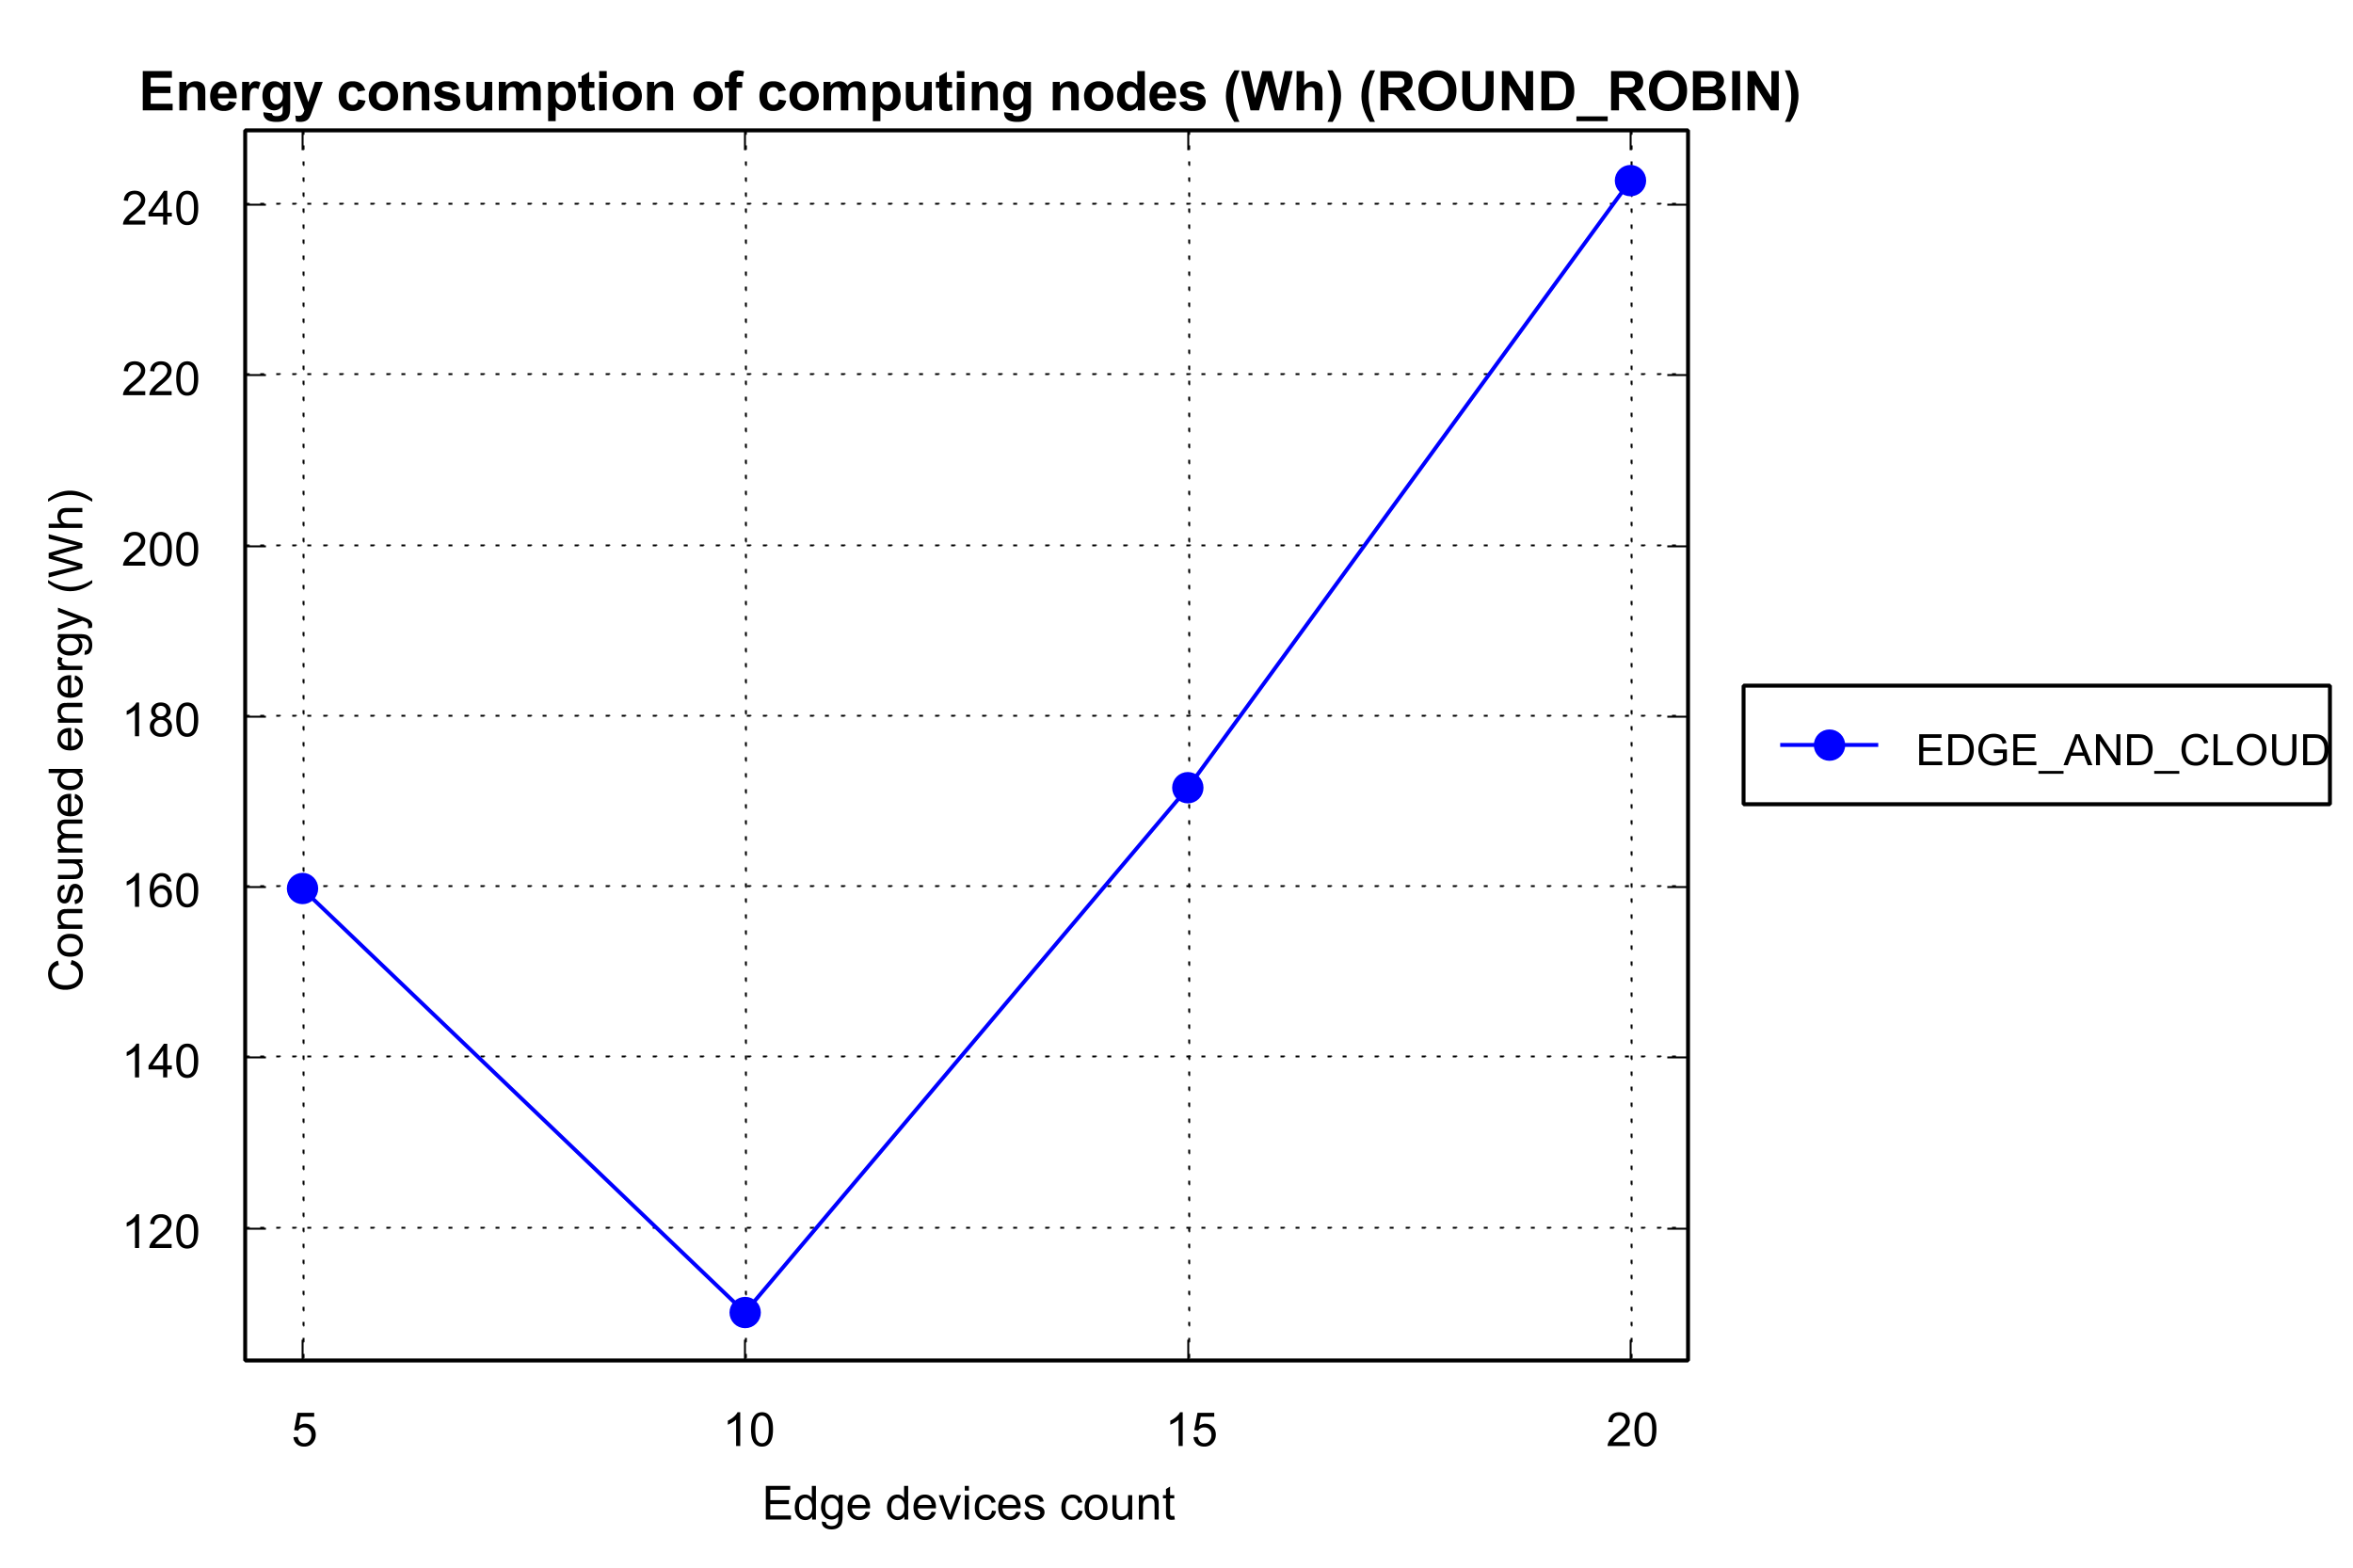 Energy consumption of computing nodes (Wh) (ROUND_ROBIN)
240
220
200
180
160
140
120
Consumed energy (Wh)
EDGE_AND_CLOUD
5 10 15 20
Edge devices count